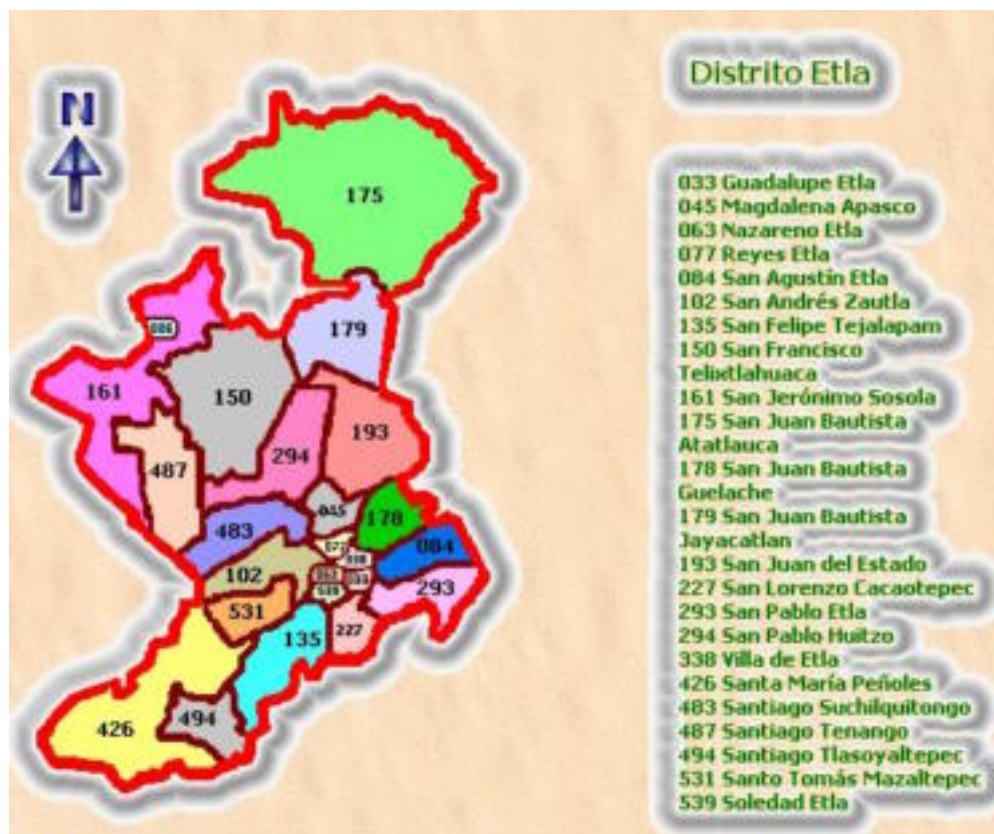 Distrito Etla
N
175
179
161
150
193
294
487
045
178
483
084
102
293
531
135
227
494
426
033 Guadalupe Etla
045 Magdalena Apasco
063 Nazareno Etla
077 Reyes Etla
084 San Agustín Etla
102 San Andrés Zautla
135 San Felipe Tejalapam
150 San Francisco
Telixtlahuaca
161 San Jerónimo Sosola
175 San Juan Bautista
Atatlauca
178 San Juan Bautista
Guelache
179 San Juan Bautista
Jayacatlan
193 San Juan del Estado
227 San Lorenzo Cacaotepec
293 San Pablo Etla
294 San Pablo Huitzo
338 Villa de Etla
426 Santa María Peñoles
483 Santiago Suchilquitongo
487 Santiago Tenango
494 Santiago Tlasoyaltepec
531 Santo Tomás Mazaltepec
539 Soledad Etla